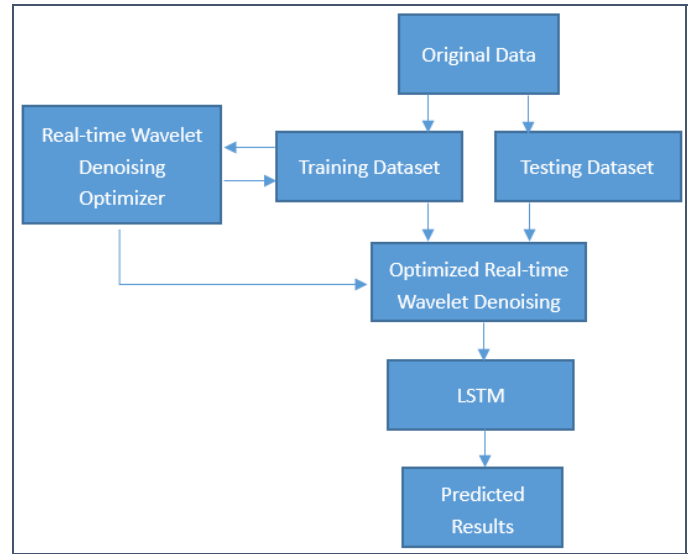 Original Data
Real-time Wavelet
Denoising
Optimizer
Training Dataset
Testing Dataset
Optimized Real-time
Wavelet Denoising
LSTM
Predicted
Results